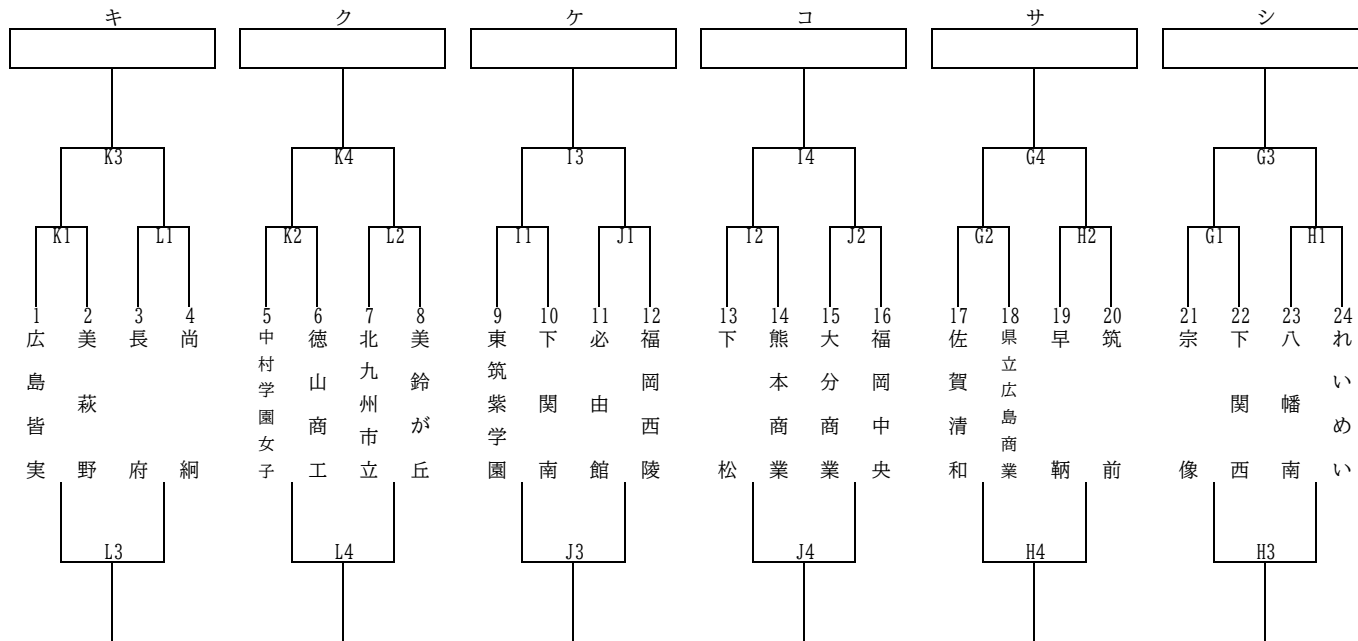 キ ク ケ コ サ シ
K3 K4 I3 I4 G4 G3
K1 L1 K2 L2 I1 J1 I2 J2 G2 H2 G1 H1
1 2 3 4 5 6 7 8 9 10 11 12 13 14 15 16 17 18 19 20 21 22 23 24
広島皆実
美萩野
長府
尚絅
中村学園女子
徳山商工
北九州市立
美鈴が丘
東筑紫学園
下関南
必由館
福岡西陵
下松
熊本商業
大分商業
福岡中央
佐賀清和
県立広島商業
早鞆
筑前
宗像
下関西
八幡南
れいめい
L3 L4 J3 J4 H4 H3